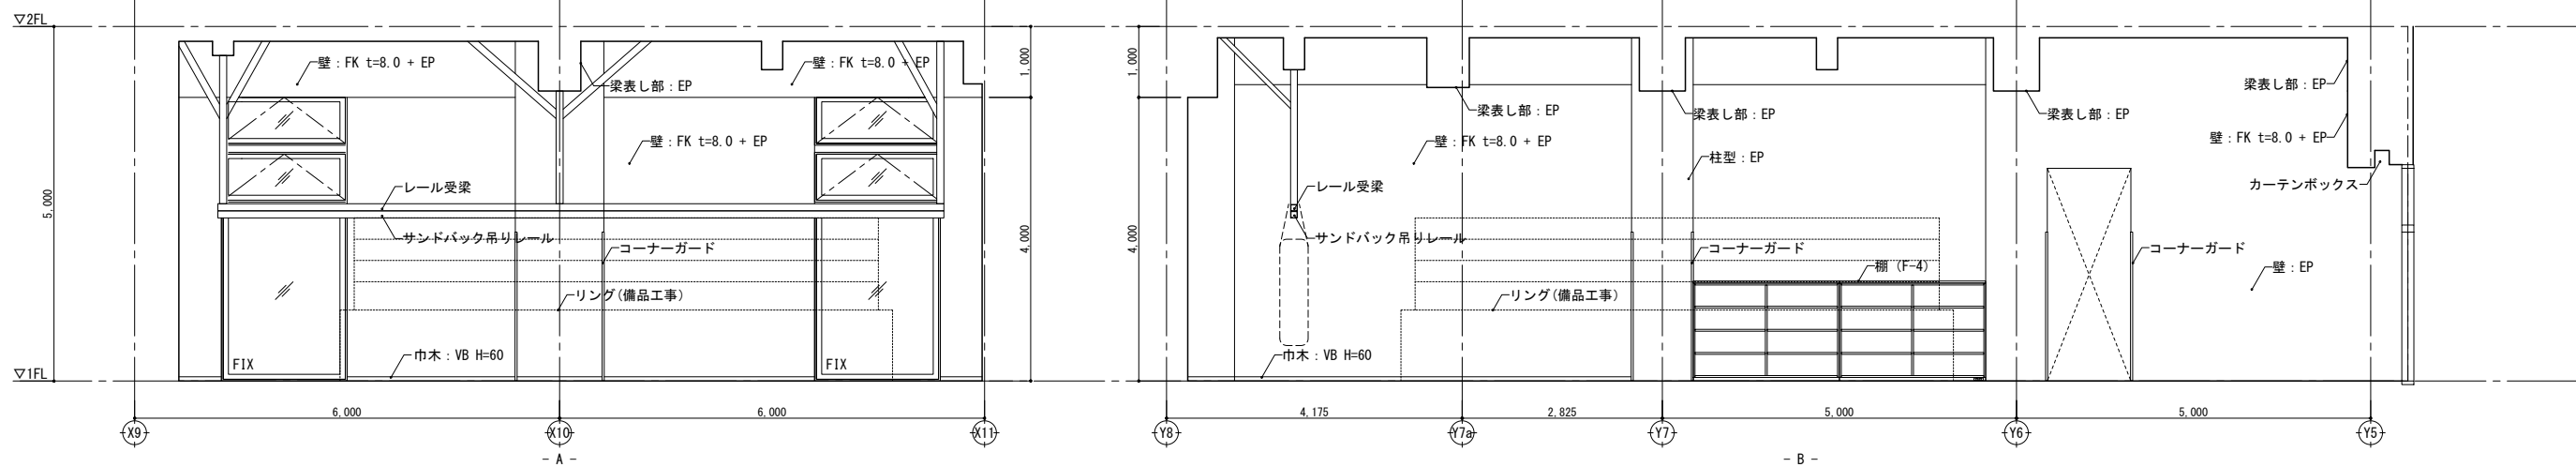 ▽2FL
壁：FK t=8.0 + EP
梁表し部：EP
壁：FK t=8.0 + EP
1,000
壁：FK t=8.0 + EP
5,000
4,000
レール受梁
サンドバック吊りレール
コーナーガード
リング(備品工事)
巾木：VB H=60
FIX
FIX
▽1FL
6,000
6,000
X9
X10
X11
- A -
1,000
梁表し部：EP
梁表し部：EP
梁表し部：EP
梁表し部：EP
壁：FK t=8.0 + EP
壁：FK t=8.0 + EP
柱型：EP
レール受梁
カーテンボックス
4,000
サンドバック吊りレール
コーナーガード
コーナーガード
棚（F-4）
壁：EP
リング(備品工事)
巾木：VB H=60
4,175
2,825
5,000
5,000
Y8
Y7a
Y7
Y6
Y5
- B -